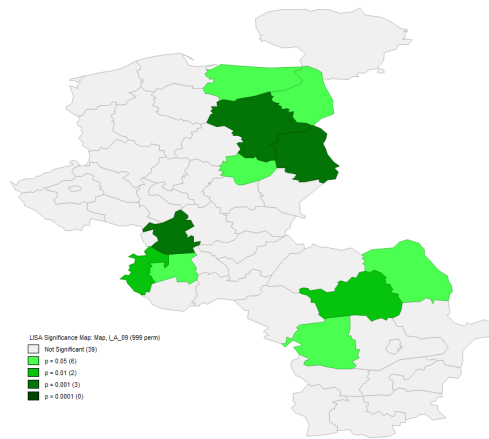 LISA Significance Map: Map, I_A_09 (999 perm)
Not Significant (39)
p = 0.05 (6)
p = 0.01 (2)
p = 0.001 (3)
p = 0.0001 (0)